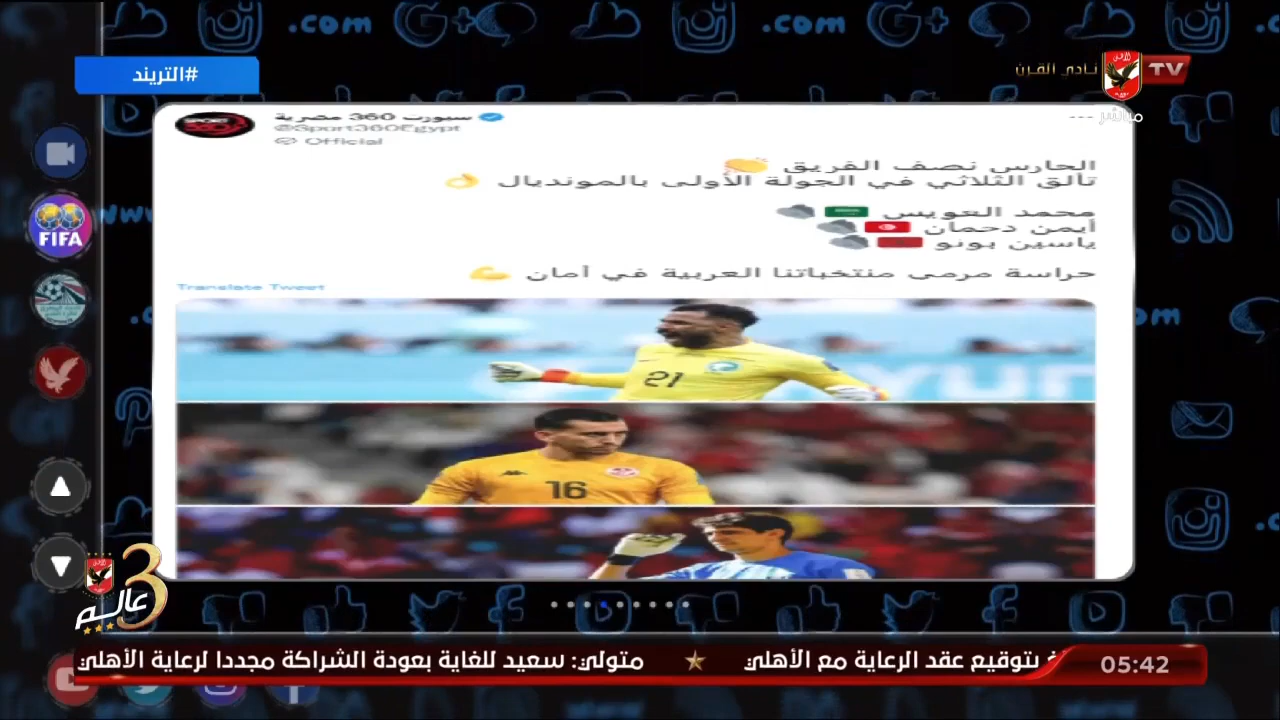 #التريند
نادي القرن
TV
مباشر
سبورت 360 مصرية
@Sport360Egypt
Official
الحارس نصف الفريق 👏
تألق الثلاثي في الجولة الأولى بالمونديال 👌
محمد العويس 🇸🇦
أيمن دحمان 🇹🇳
ياسين بونو 🇲🇦
حراسة مرمى منتخباتنا العربية في أمان 💪
Translate Tweet
FIFA
21
16
3
عالم
بتوقيع عقد الرعاية مع الأهلي ★ متولي: سعيد للغاية بعودة الشراكة مجددا لرعاية الأهلي
05:42